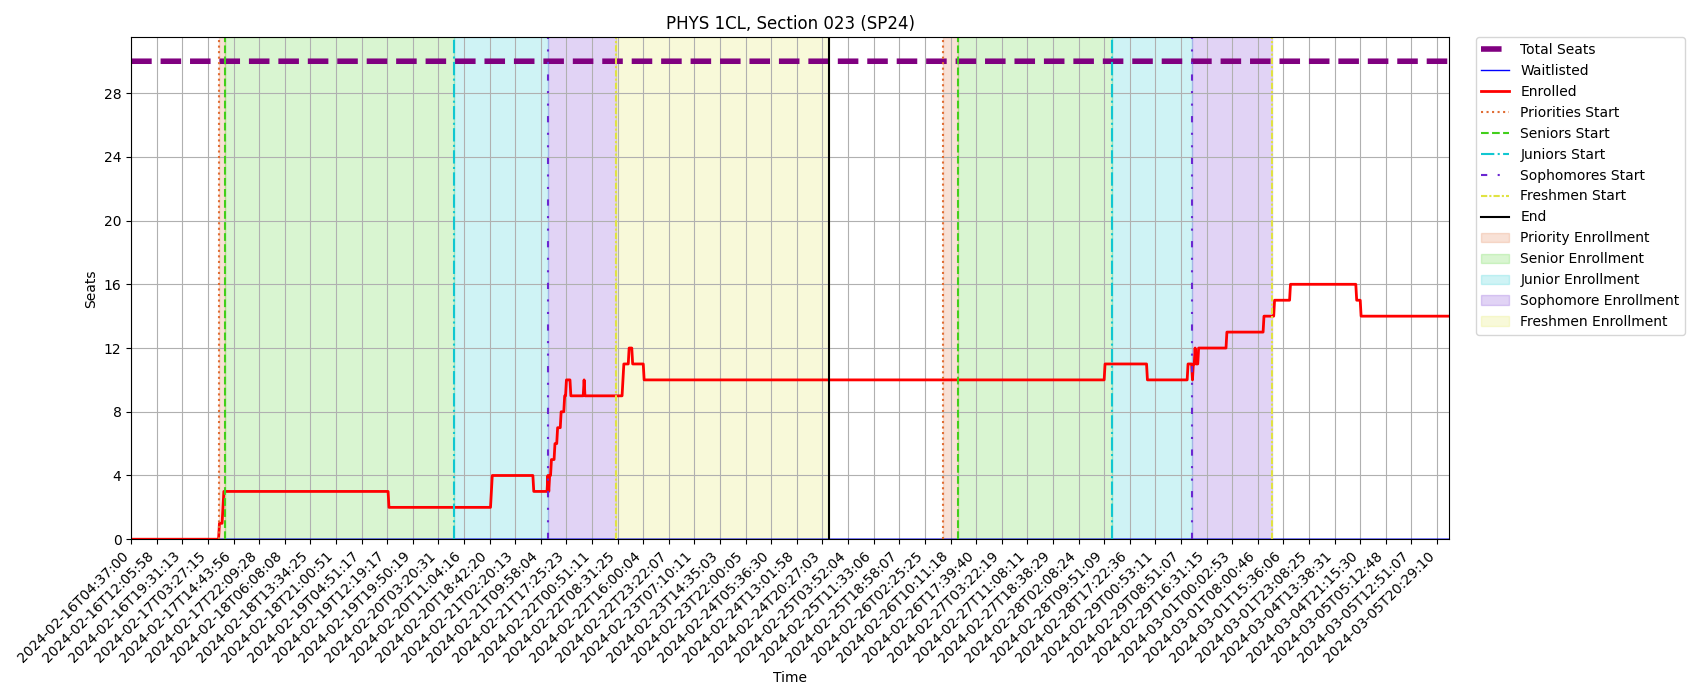 PHYS 1CL, Section 023 (SP24)
Seats
28
24
20
16
12
8
4
0
2024-02-16T04:37:00
2024-02-16T12:05:58
2024-02-16T19:31:13
2024-02-17T03:27:15
2024-02-17T14:43:56
2024-02-17T22:09:28
2024-02-18T06:08:08
2024-02-18T13:34:25
2024-02-18T21:00:51
2024-02-19T04:51:17
2024-02-19T12:19:17
2024-02-19T19:50:19
2024-02-20T03:20:31
2024-02-20T11:04:16
2024-02-20T18:42:20
2024-02-21T02:20:13
2024-02-21T09:58:04
2024-02-21T17:25:23
2024-02-22T00:51:11
2024-02-22T08:31:25
2024-02-22T16:00:04
2024-02-22T23:22:07
2024-02-23T07:10:11
2024-02-23T14:35:03
2024-02-23T22:00:05
2024-02-24T05:36:30
2024-02-24T13:01:58
2024-02-24T20:27:03
2024-02-25T03:52:04
2024-02-25T11:33:06
2024-02-25T18:58:07
2024-02-26T02:25:25
2024-02-26T10:11:18
2024-02-26T17:39:40
2024-02-27T03:22:19
2024-02-27T11:08:11
2024-02-27T18:38:29
2024-02-28T02:08:24
2024-02-28T09:51:09
2024-02-28T17:22:36
2024-02-29T00:53:11
2024-02-29T08:51:07
2024-02-29T16:31:15
2024-03-01T00:02:53
2024-03-01T08:00:46
2024-03-01T15:36:06
2024-03-01T23:08:25
2024-03-04T13:38:31
2024-03-04T21:15:30
2024-03-05T05:12:48
2024-03-05T12:51:07
2024-03-05T20:29:10
Time
Total Seats
Waitlisted
Enrolled
Priorities Start
Seniors Start
Juniors Start
Sophomores Start
Freshmen Start
End
Priority Enrollment
Senior Enrollment
Junior Enrollment
Sophomore Enrollment
Freshmen Enrollment